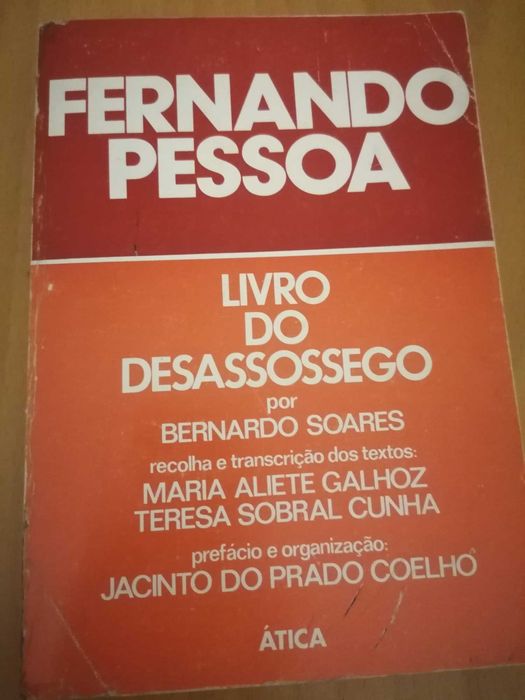 FERNANDO
PESSOA
LIVRO
DO
DESASSOSSEGO
por
BERNARDO SOARES
recolha e transcrição dos textos:
MARIA ALIETE GALHOZ
TERESA SOBRAL CUNHA
prefácio e organização:
JACINTO DO PRADO COELHO
ÁTICA